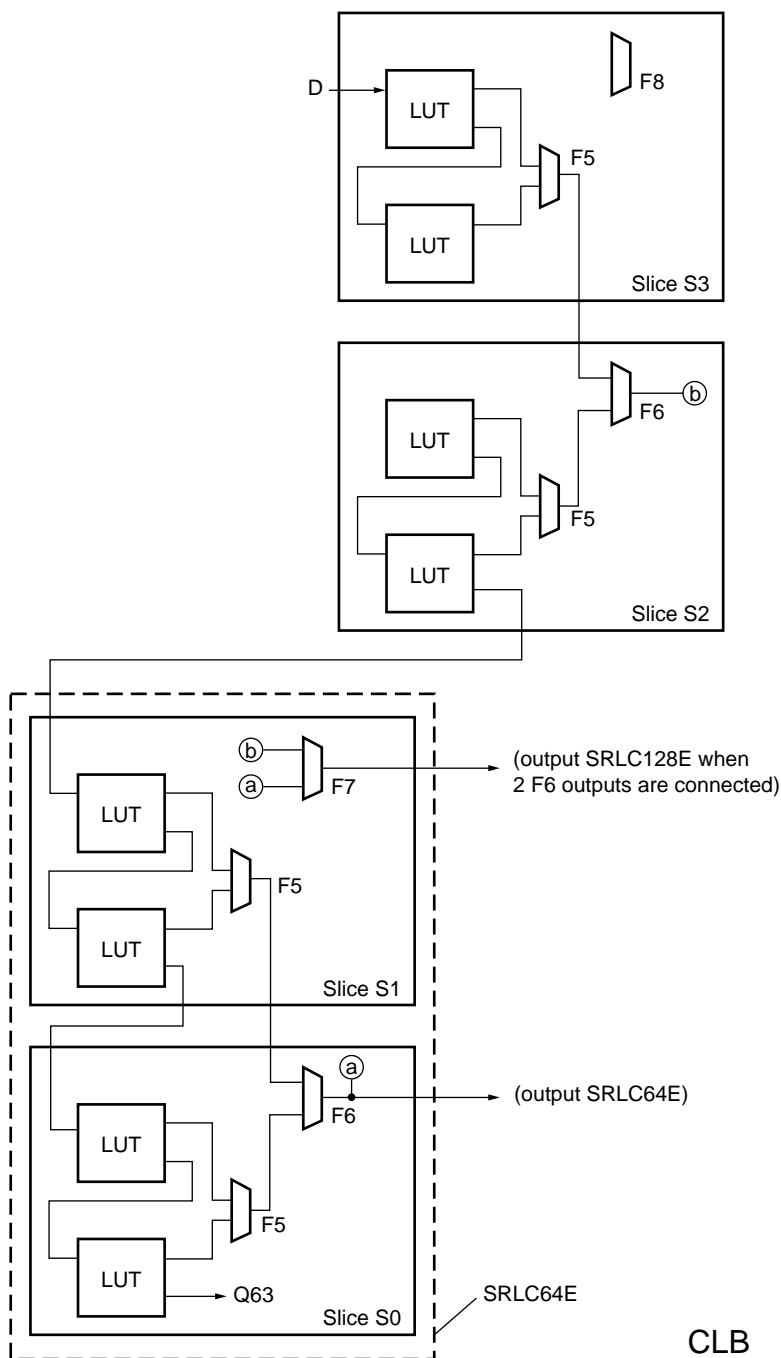 D
LUT
F8
F5
LUT
Slice S3
LUT
F6
b
F5
LUT
Slice S2
b
a
F7
(output SRLC128E when
2 F6 outputs are connected)
LUT
F5
LUT
Slice S1
a
(output SRLC64E)
LUT
F6
F5
LUT
Q63
Slice S0
SRLC64E
CLB